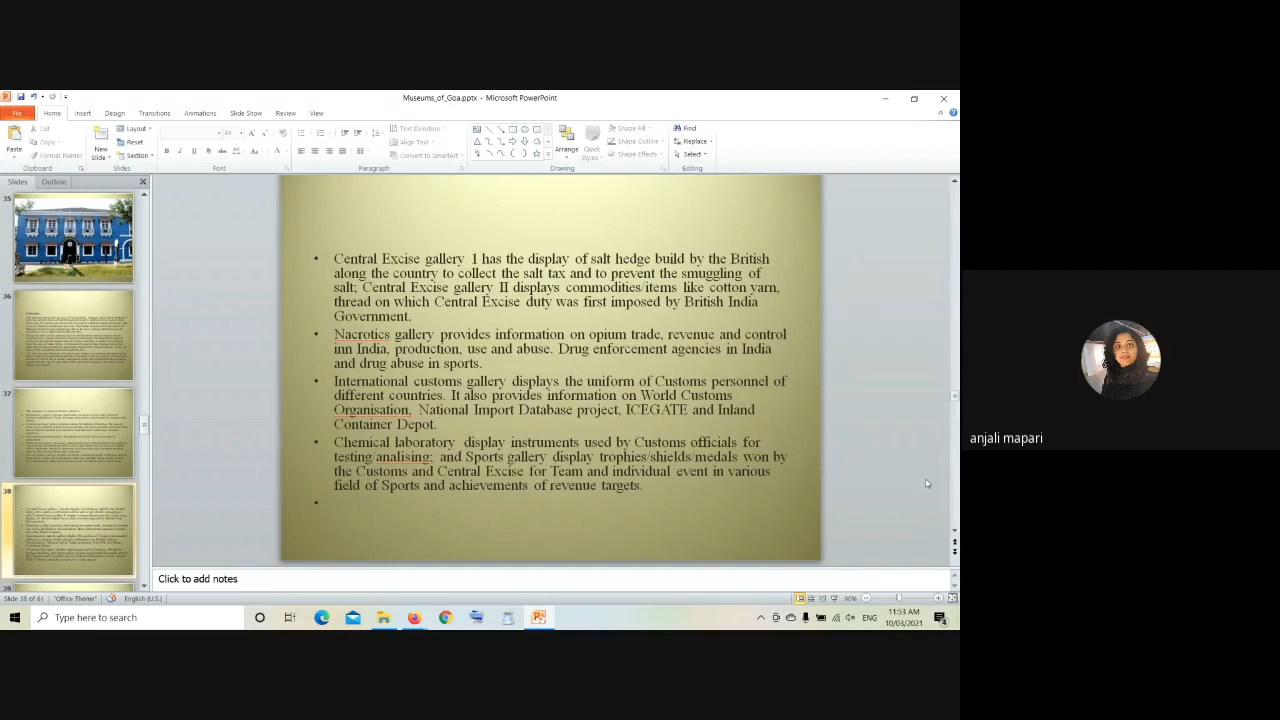 Museums_of_Goa.pptx - Microsoft PowerPoint
File Home Insert Design Transitions Animations Slide Show Review View
Paste
Cut
Copy
Format Painter
Clipboard
New
Slide
Layout
Reset
Section
Slides
Font
Text Direction
Align Text
Convert to SmartArt
Paragraph
Arrange
Quick
Styles
Shape Fill
Shape Outline
Shape Effects
Drawing
Find
Replace
Select
Editing
Slides Outline
35
36
37
38
39
• Central Excise gallery 1 has the display of salt hedge build by the British
along the country to collect the salt tax and to prevent the smuggling of
salt; Central Excise gallery II displays commodities/items like cotton yarn,
thread on which Central Excise duty was first imposed by British India
Government.
• Nacrotics gallery provides information on opium trade, revenue and control
inn India, production, use and abuse. Drug enforcement agencies in India
and drug abuse in sports.
• International customs gallery displays the uniform of Customs personnel of
different countries. It also provides information on World Customs
Organisation, National Import Database project, ICEGATE and Inland
Container Depot.
• Chemical laboratory display instruments used by Customs officials for
testing/analising; and Sports gallery display trophies/shields/medals won by
the Customs and Central Excise for Team and individual event in various
field of Sports and achievements of revenue targets.
•
Click to add notes
Slide 38 of 61 "Office Theme" English (U.S.) 90%
Type here to search
ENG
11:53 AM
10/03/2021
anjali mapari